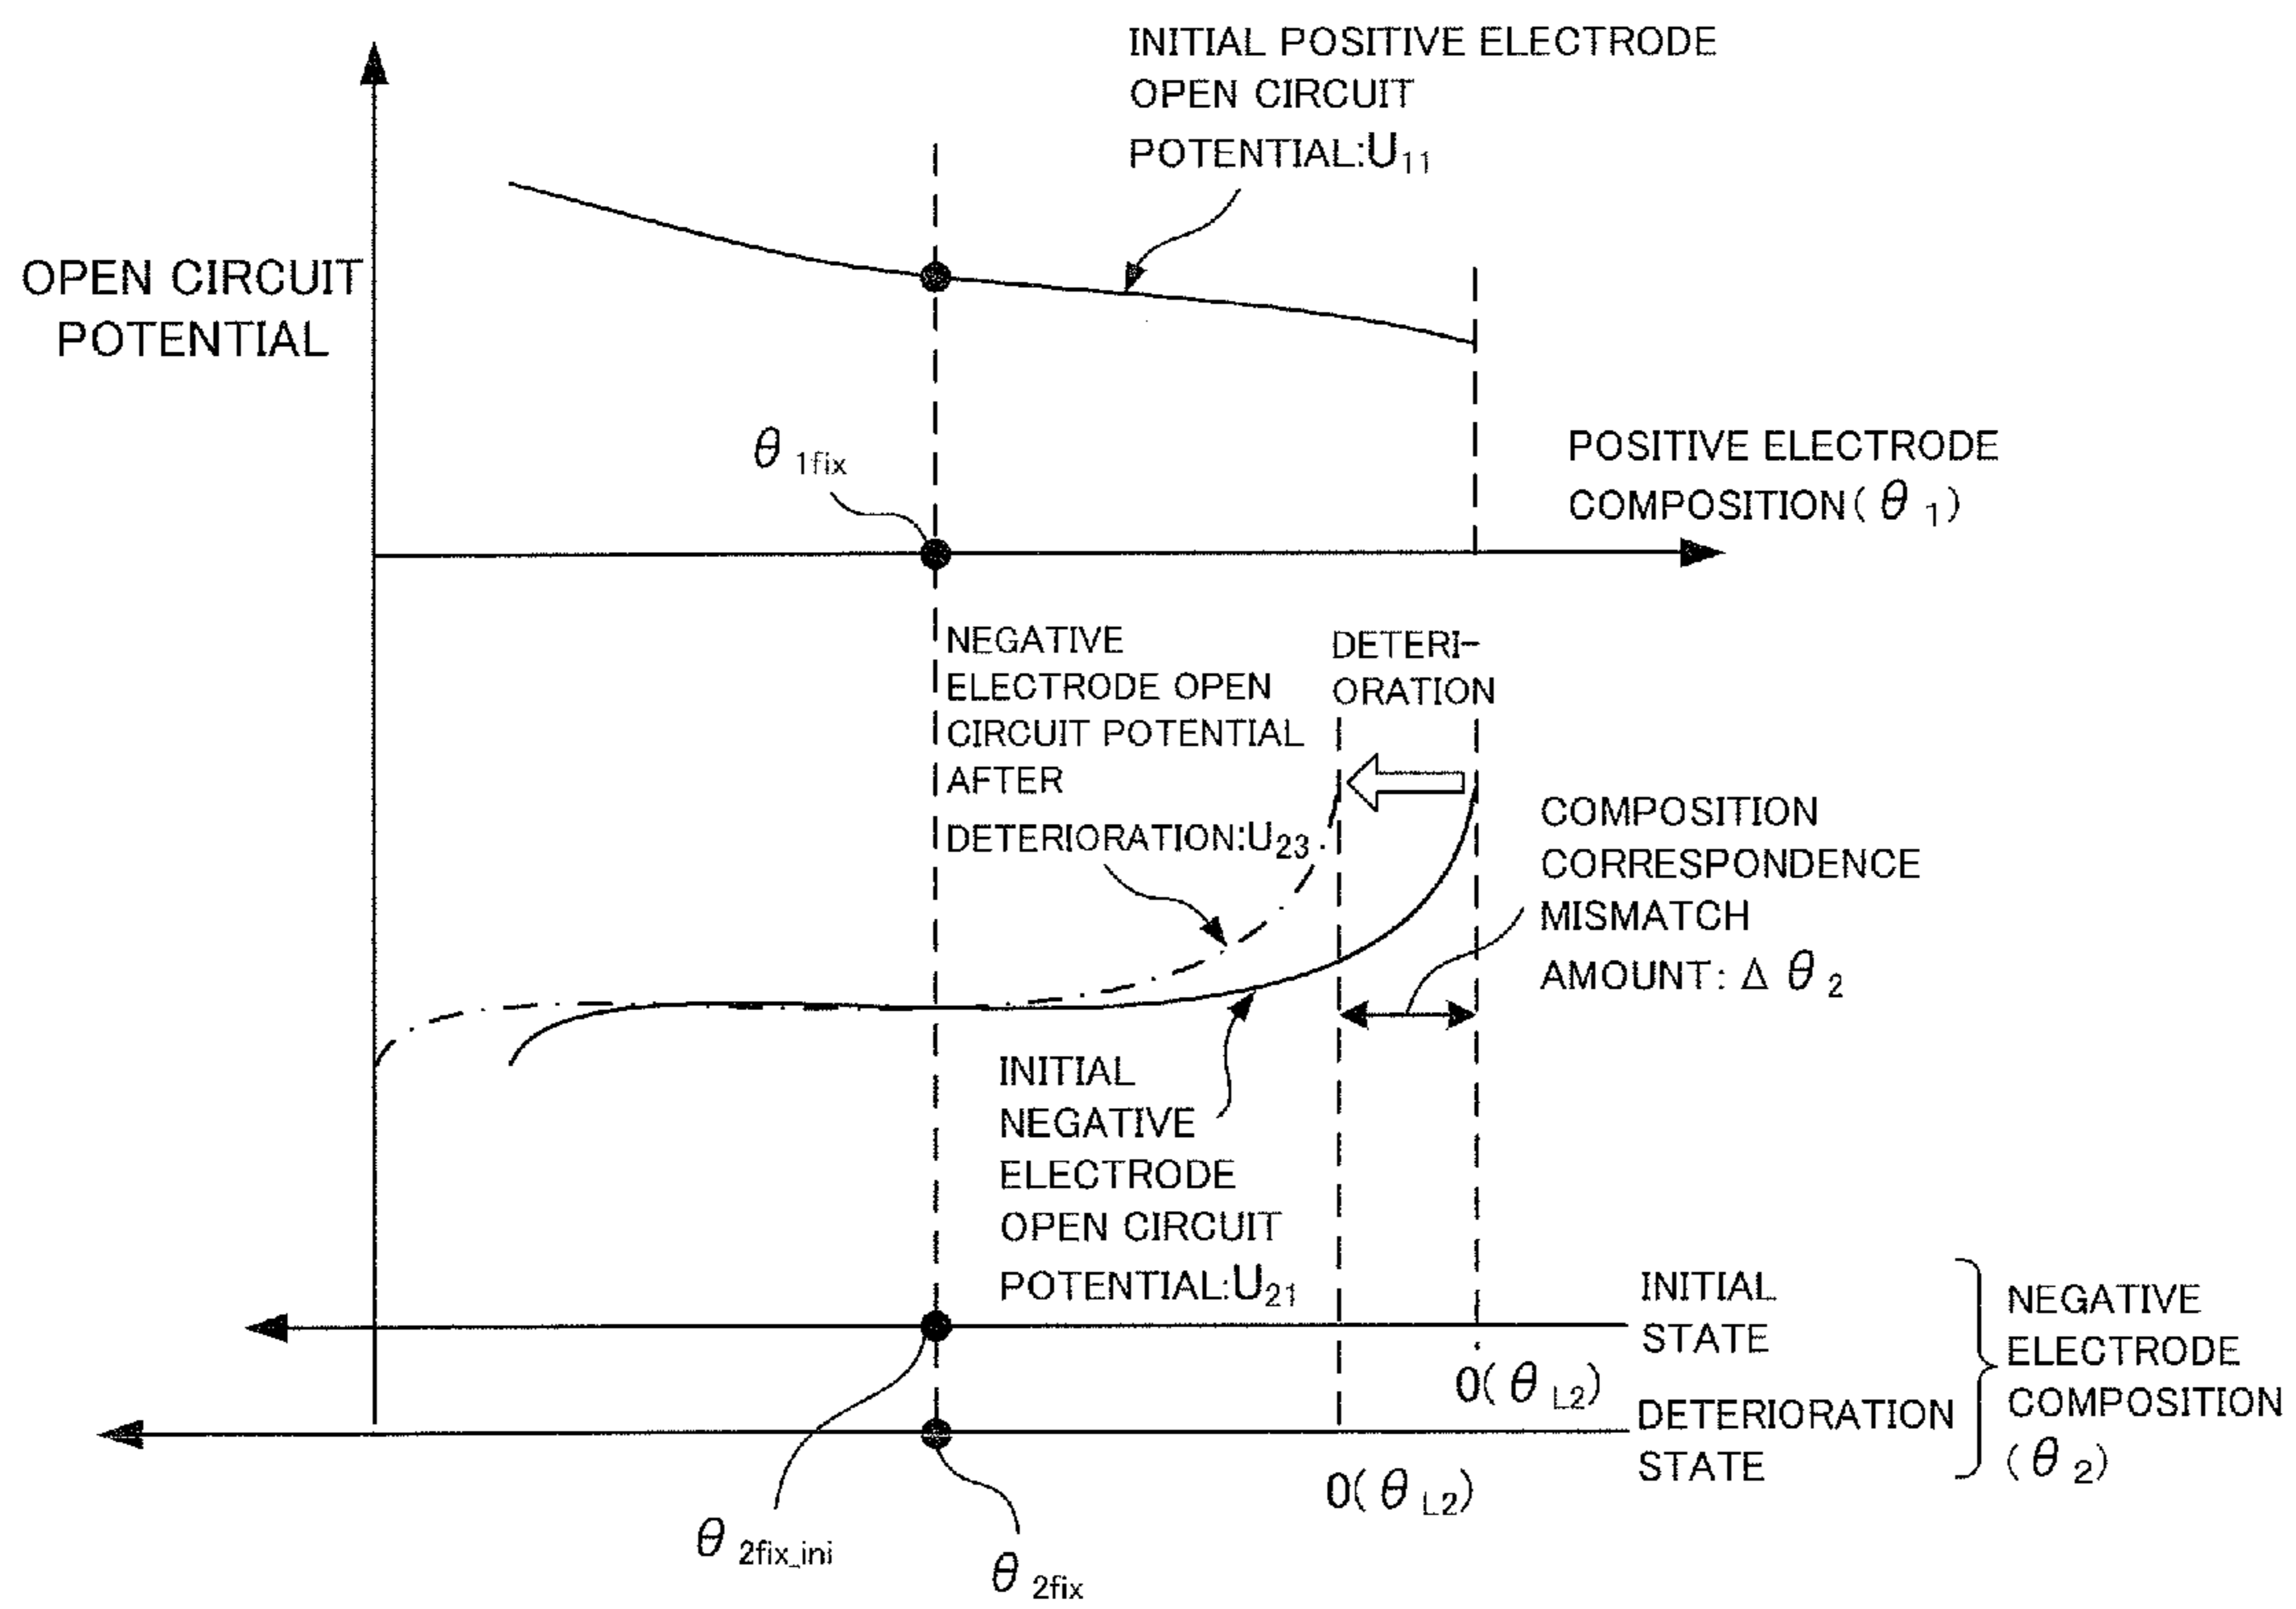 INITIAL POSITIVE ELECTRODE
OPEN CIRCUIT
POTENTIAL:U11
OPEN CIRCUIT
POTENTIAL
θ 1fix
POSITIVE ELECTRODE
COMPOSITION( θ 1)
NEGATIVE
ELECTRODE OPEN
CIRCUIT POTENTIAL
AFTER
DETERIORATION:U23
DETERI-
ORATION
COMPOSITION
CORRESPONDENCE
MISMATCH
AMOUNT: Δ θ 2
INITIAL
NEGATIVE
ELECTRODE
OPEN CIRCUIT
POTENTIAL:U21
INITIAL
STATE
0( θ L2)
DETERIORATION
STATE
0( θ L2)
NEGATIVE
ELECTRODE
COMPOSITION
( θ 2)
θ 2fix_ini
θ 2fix